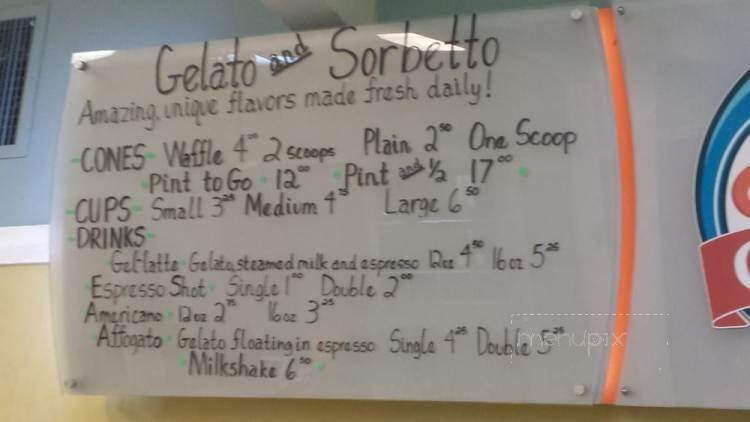 Gelato and Sorbetto
Amazing, unique flavors made fresh daily!
-CONES- Waffle 4⁰⁰ 2 scoops Plain 2⁵⁰ One Scoop
Pint to Go 12⁰⁰ Pint and ½ 17⁰⁰
-CUPS- Small 3²⁵ Medium 4 Large 6⁵⁰
-DRINKS-
Gel-latte Gelato, steamed milk and espresso 12oz 4⁵⁰ 16oz 5²⁵
Espresso Shot Single 1⁰⁰ Double 2⁰⁰
Americano 12oz 2⁷⁵ 16oz 3²⁵
Affogato Gelato floating in espresso Single 4²⁵ Double 5²⁵
Milkshake 6⁵⁰
menupix